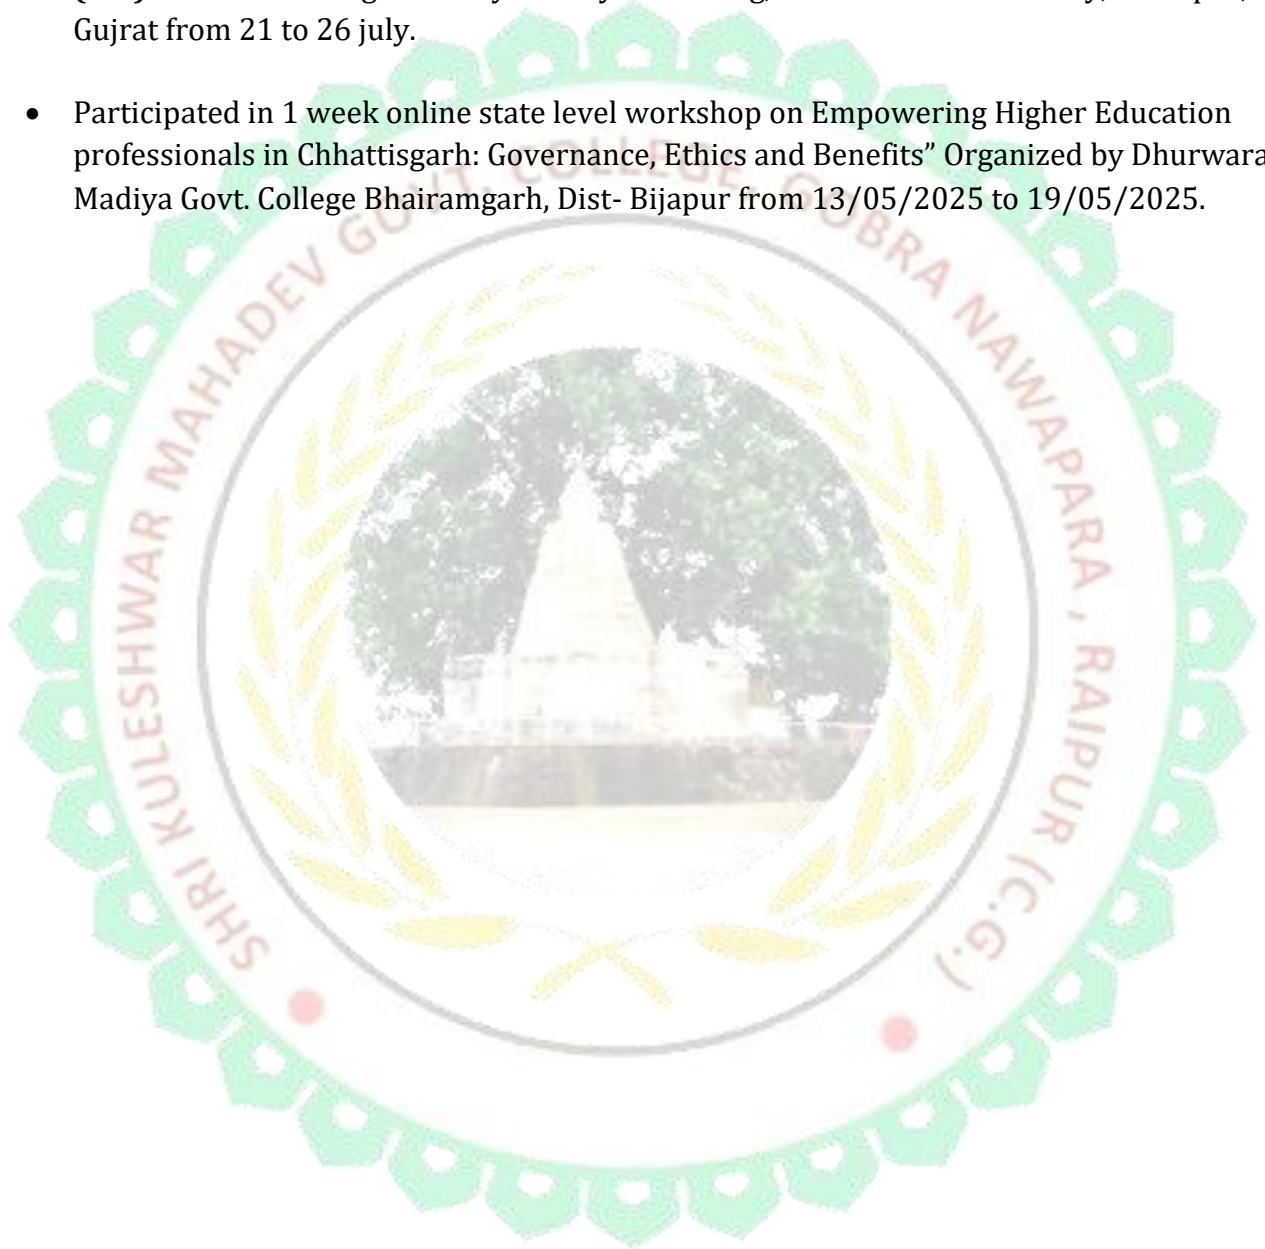 Gujrat from 21 to 26 july.
• Participated in 1 week online state level workshop on Empowering Higher Education
professionals in Chhattisgarh: Governance, Ethics and Benefits” Organized by Dhurwara
Madiya Govt. College Bhairamgarh, Dist- Bijapur from 13/05/2025 to 19/05/2025.
SHRI KULESHWAR MAHADEV GOVT. COLLEGE, GOBRA NAWAPARA , RAIPUR (C.G.)